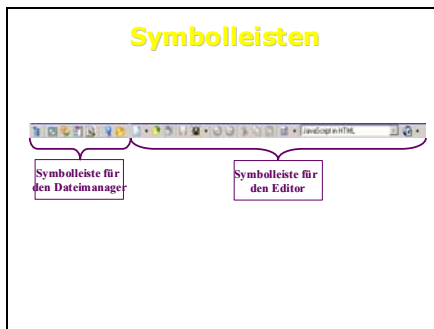 Symbolleisten
JavaScript in HTML
Symbolleiste für
den Dateimanager
Symbolleiste für
den Editor